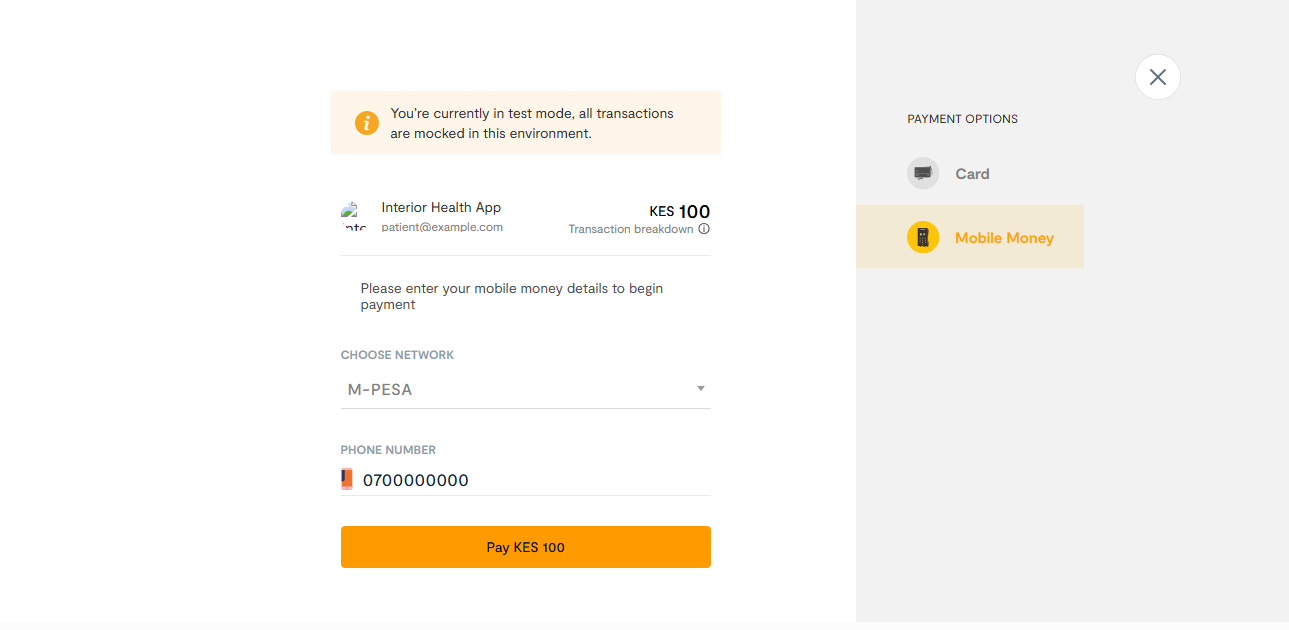 You're currently in test mode, all transactions
are mocked in this environment.
Interior Health App
patient@example.com
KES 100
Transaction breakdown
Please enter your mobile money details to begin
payment
CHOOSE NETWORK
M-PESA
PHONE NUMBER
0700000000
Pay KES 100
PAYMENT OPTIONS
Card
Mobile Money